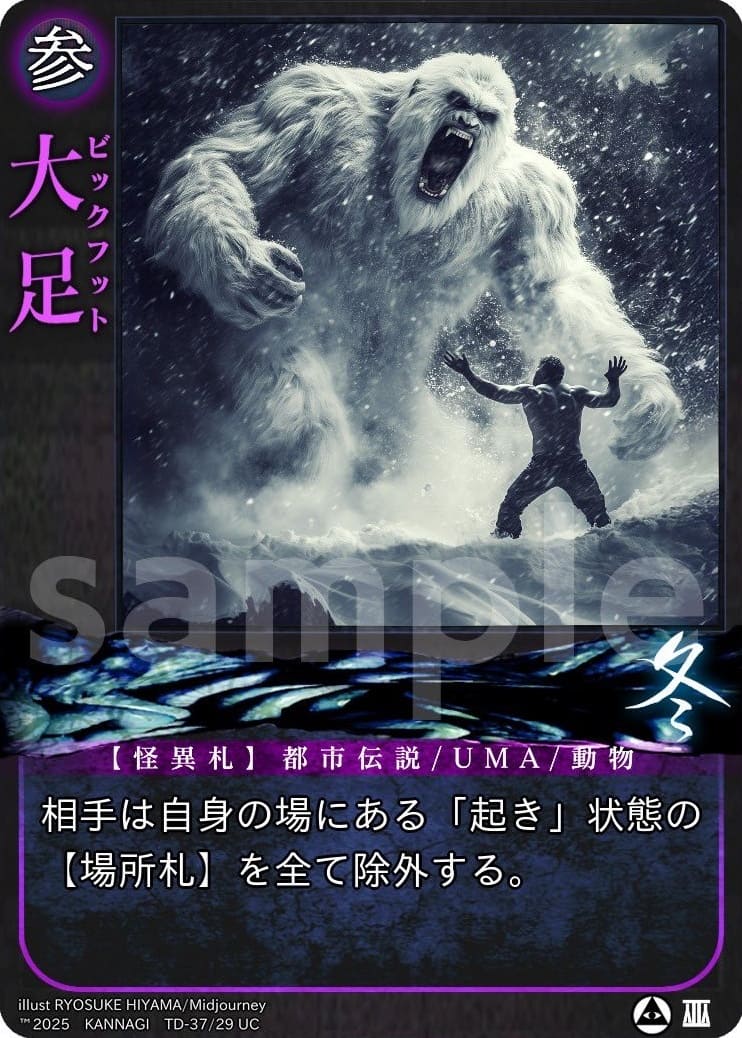 参
大足
ビックフット
sample
冬
【怪異札】都市伝説/UMA/動物
相手は自身の場にある「起き」状態の
【場所札】を全て除外する。
illust RYOSUKE HIYAMA/Midjourney
™2025 KANNAGI TD-37/29 UC